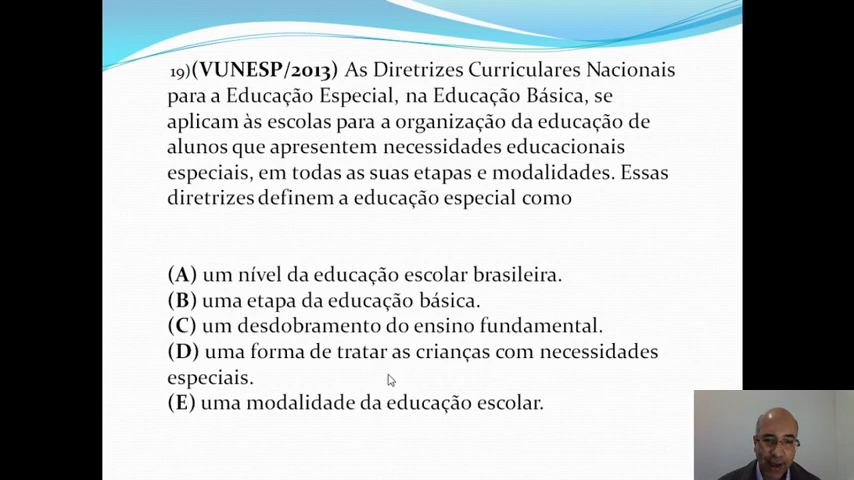 19)(VUNESP/2013) As Diretrizes Curriculares Nacionais
para a Educação Especial, na Educação Básica, se
aplicam às escolas para a organização da educação de
alunos que apresentem necessidades educacionais
especiais, em todas as suas etapas e modalidades. Essas
diretrizes definem a educação especial como
(A) um nível da educação escolar brasileira.
(B) uma etapa da educação básica.
(C) um desdobramento do ensino fundamental.
(D) uma forma de tratar as crianças com necessidades
especiais.
(E) uma modalidade da educação escolar.